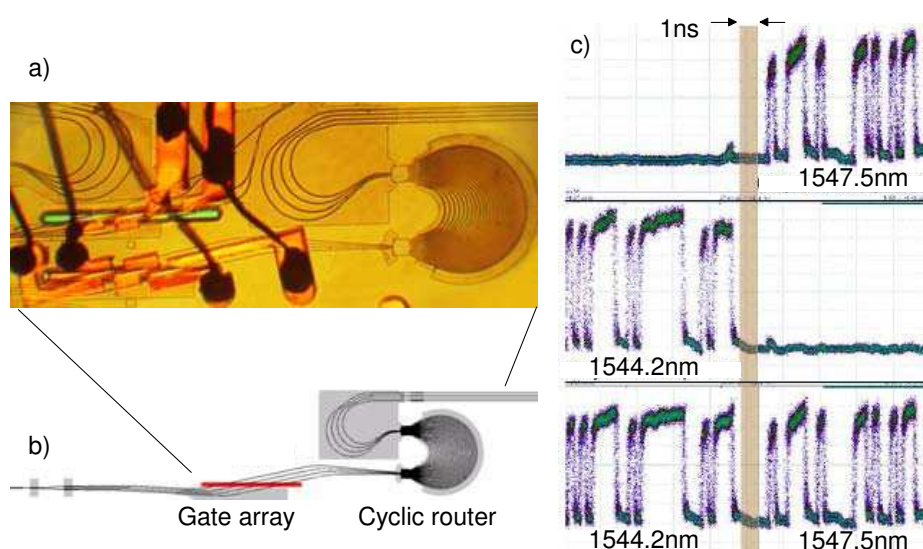 a)
b)
Gate array
Cyclic router
c)
1ns
1547.5nm
1544.2nm
1544.2nm
1547.5nm